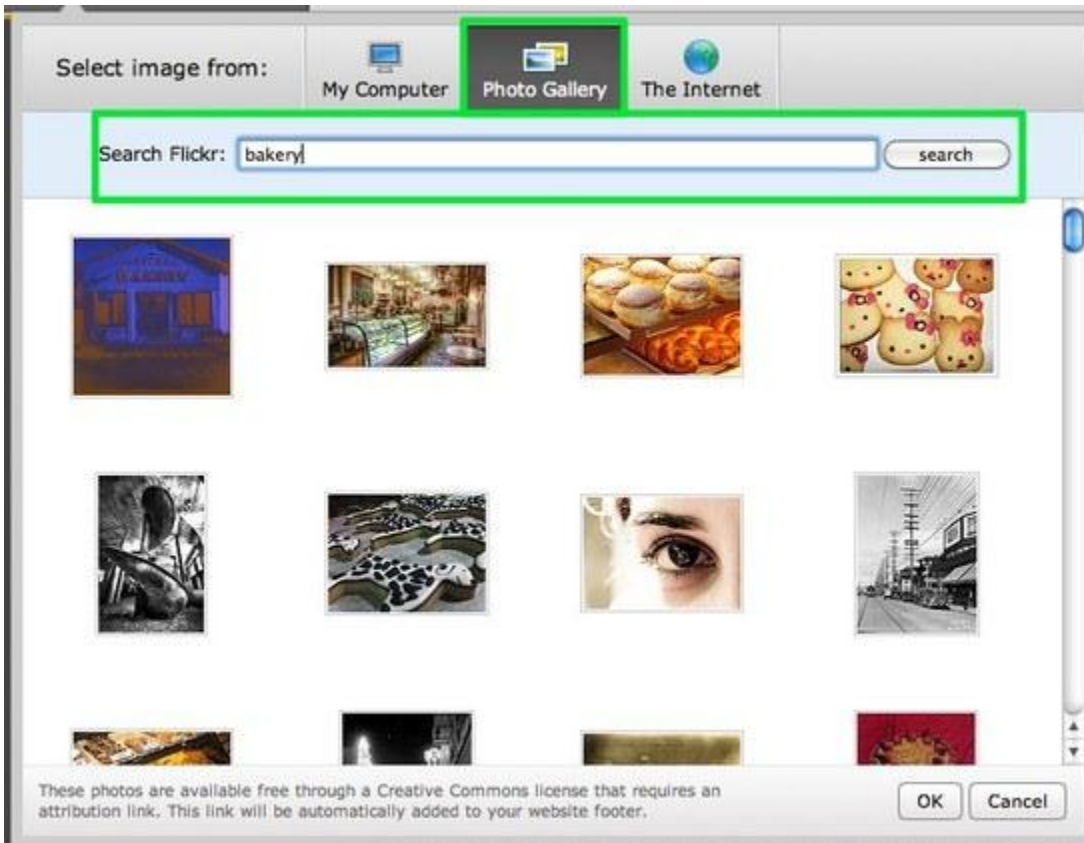 Select image from:
My Computer
Photo Gallery
The Internet
Search Flickr:
bakery
search
BAKERY
These photos are available free through a Creative Commons license that requires an
attribution link. This link will be automatically added to your website footer.
OK
Cancel